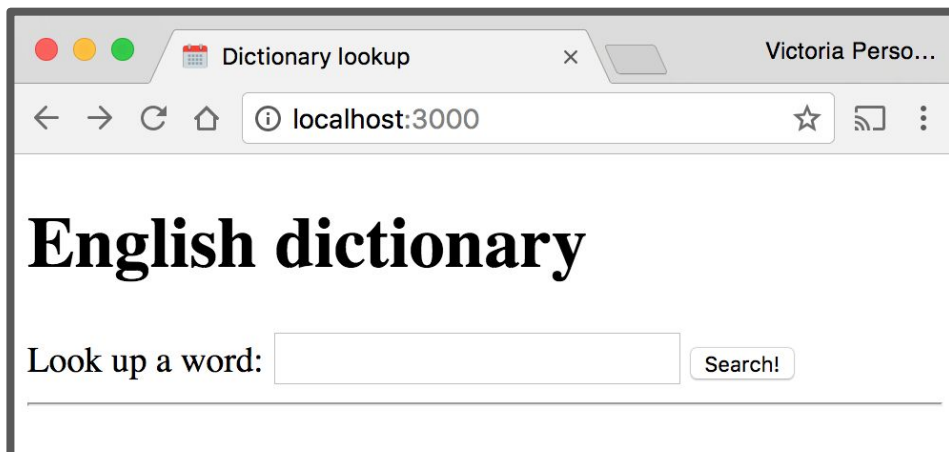 Dictionary lookup Victoria Perso...
localhost:3000
English dictionary
Look up a word: Search!